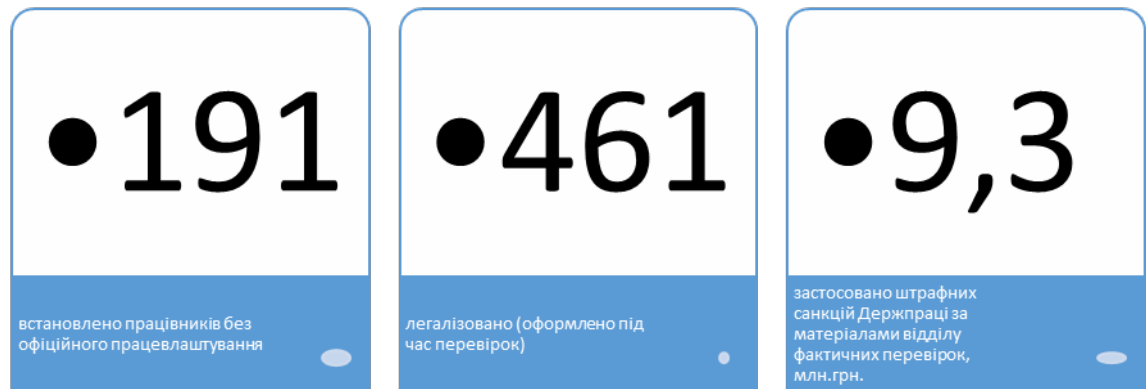 •191
встановлено працівників без
офіційного працевлаштування
•461
легалізовано (оформлено під
час перевірок)
•9,3
застосовано штрафних
санкцій Держпраці за
матеріалами відділу
фактичних перевірок,
млн.грн.